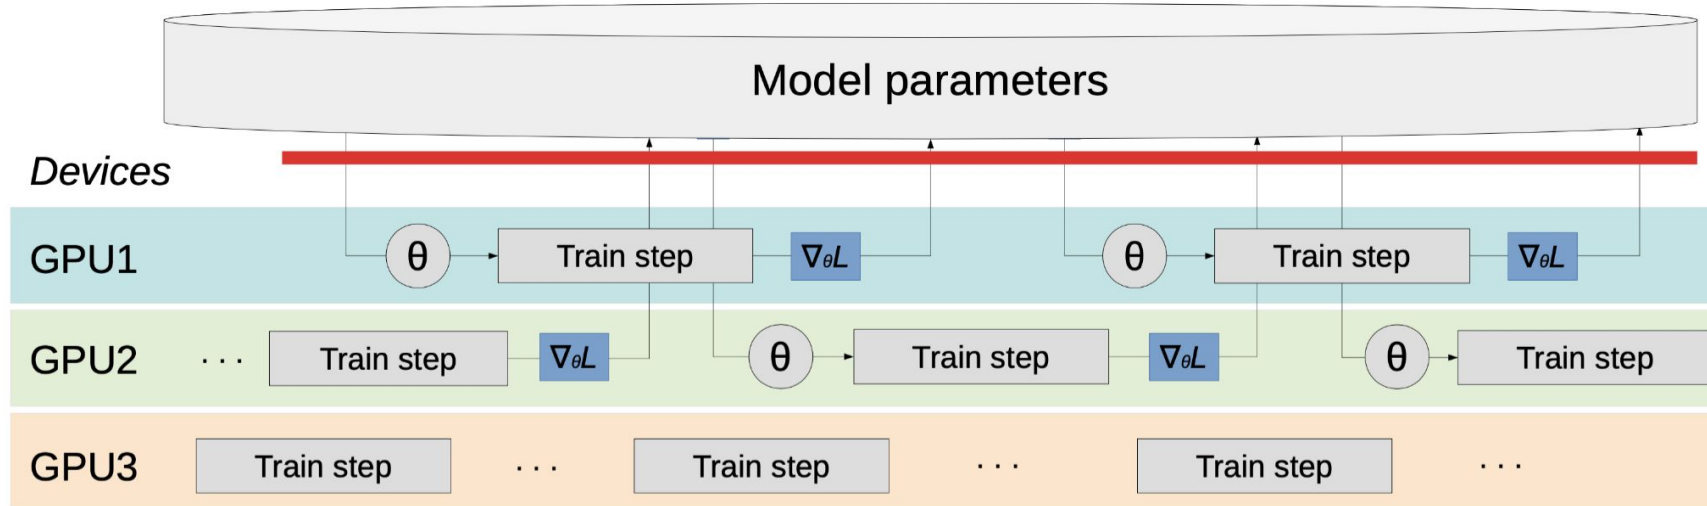 Model parameters
Devices
GPU1 θ Train step ∇θL θ Train step ∇θL
GPU2 · · · Train step ∇θL θ Train step ∇θL θ Train step
GPU3 Train step · · · Train step · · · Train step · · ·